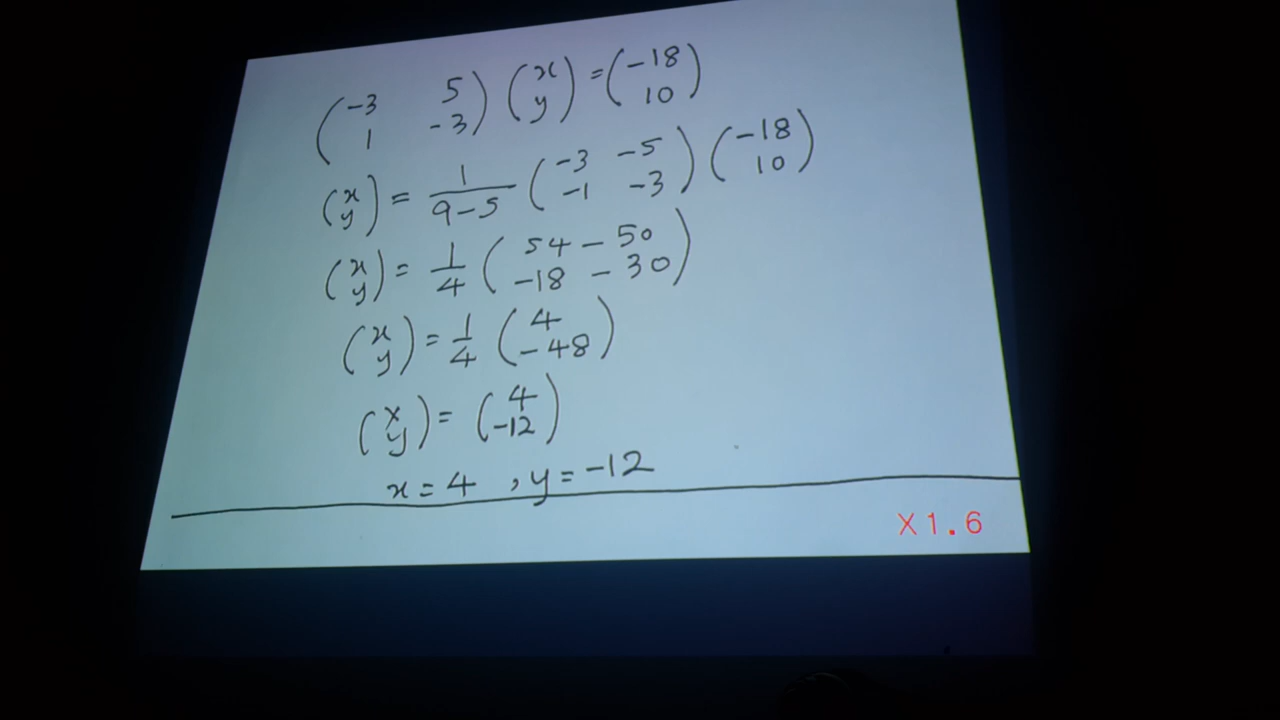 (-3 5) (x) = (-18)
(1 -3) (y) (10)
(x) = 1 (-3 -5) (-18)
(y) 9-5 (-1 -3) (10)
(x) = 1 (54 - 50)
(y) 4 (-18 - 30)
(x) = 1 (4)
(y) 4 (-48)
(x) = (4)
(y) (-12)
x = 4 , y = -12
X1.6